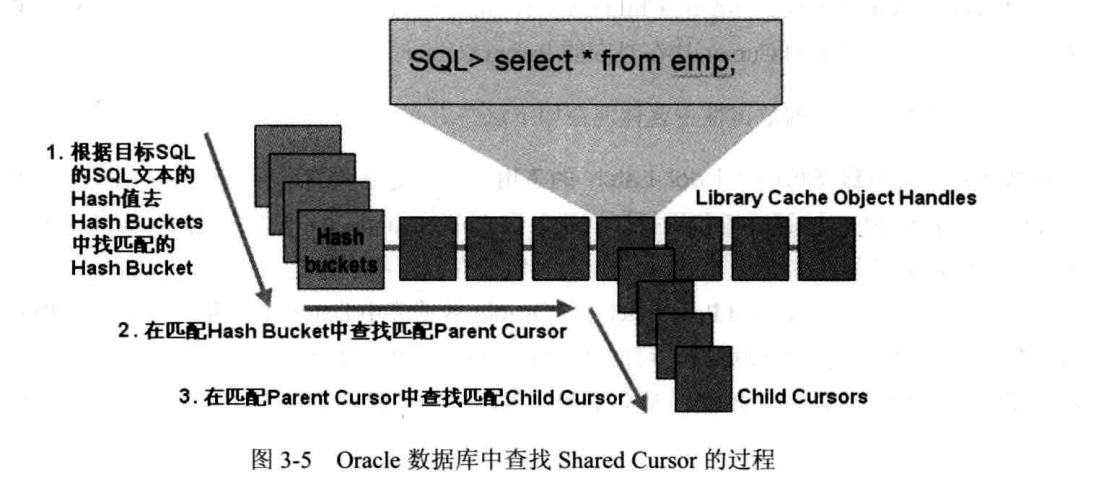 SQL> select * from emp;
1. 根据目标SQL
的SQL文本的
Hash值去
Hash Buckets
中找匹配的
Hash Bucket
Library Cache Object Handles
Hash
buckets
2. 在匹配Hash Bucket中查找匹配Parent Cursor
3. 在匹配Parent Cursor中查找匹配Child Cursor
Child Cursors
图 3-5 Oracle 数据库中查找 Shared Cursor 的过程